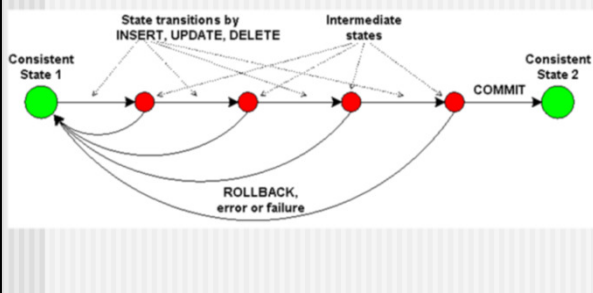 State transitions by
INSERT, UPDATE, DELETE
Intermediate
states
Consistent
State 1
Consistent
State 2
COMMIT
ROLLBACK,
error or failure